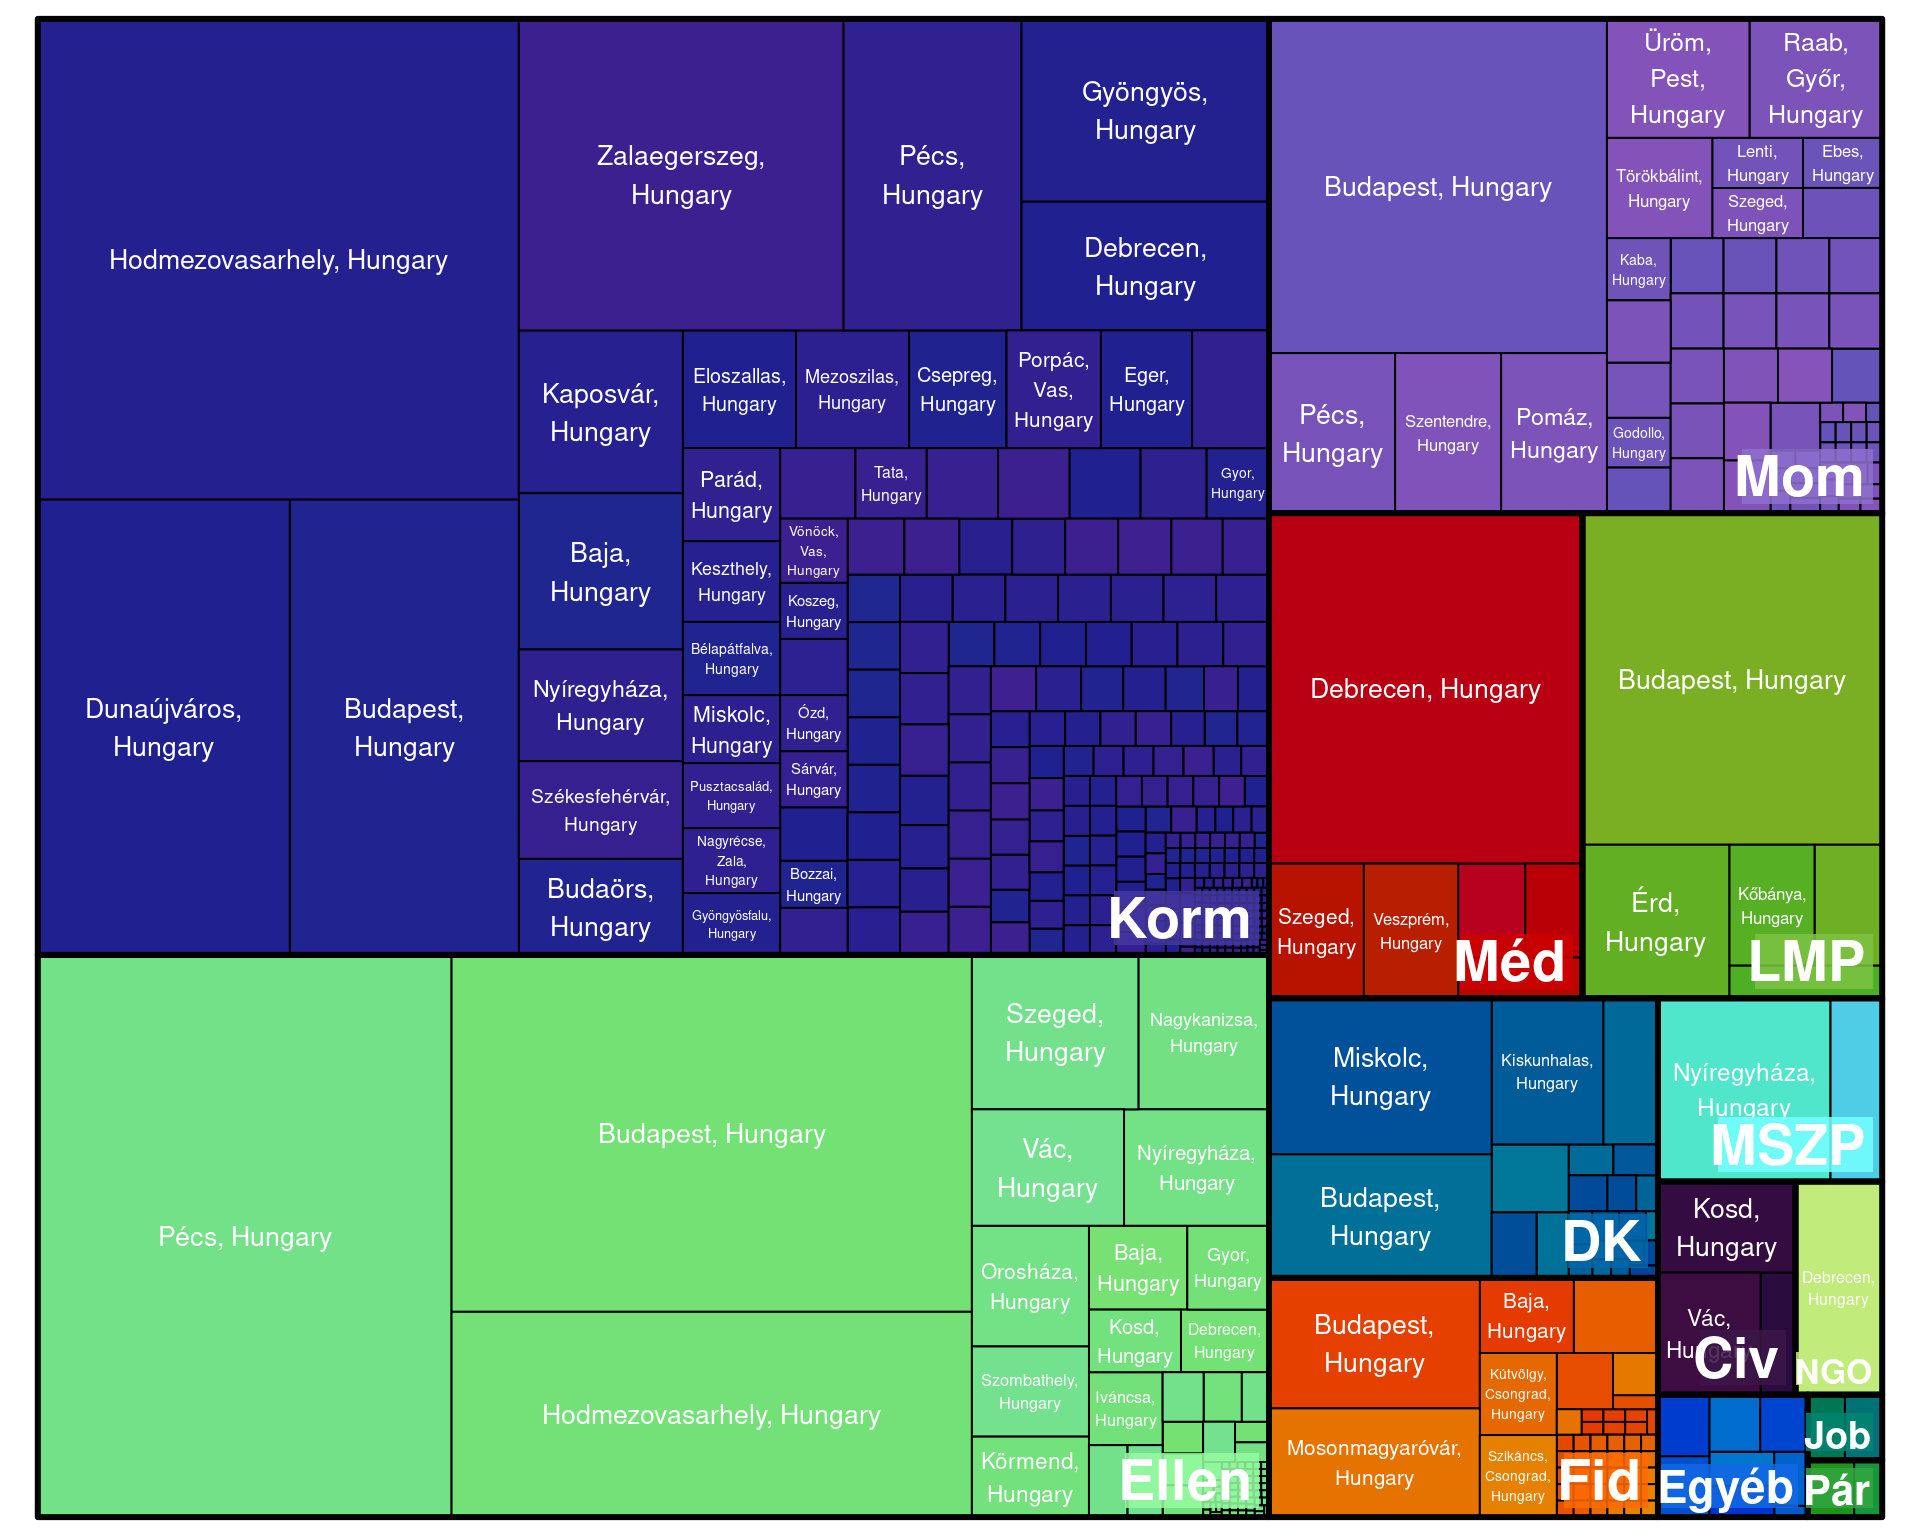 Hodmezovasarhely, Hungary
Zalaegerszeg,
Hungary
Pécs,
Hungary
Gyöngyös,
Hungary
Debrecen,
Hungary
Dunaújváros,
Hungary
Budapest,
Hungary
Kaposvár,
Hungary
Baja,
Hungary
Nyíregyháza,
Hungary
Székesfehérvár,
Hungary
Budaörs,
Hungary
Eloszallas,
Hungary
Mezoszilas,
Hungary
Csepreg,
Hungary
Porpác,
Vas,
Hungary
Eger,
Hungary
Parád,
Hungary
Keszthely,
Hungary
Bélapátfalva,
Hungary
Miskolc,
Hungary
Pusztacsalád,
Hungary
Nagyrécse,
Zala,
Hungary
Gyöngyösfalu,
Hungary
Tata,
Hungary
Gyor,
Hungary
Vönöck,
Vas,
Hungary
Koszeg,
Hungary
Ózd,
Hungary
Sárvár,
Hungary
Bozzai,
Hungary
Korm
Pécs, Hungary
Budapest, Hungary
Hodmezovasarhely, Hungary
Szeged,
Hungary
Nagykanizsa,
Hungary
Vác,
Hungary
Nyíregyháza,
Hungary
Orosháza,
Hungary
Baja,
Hungary
Gyor,
Hungary
Kosd,
Hungary
Debrecen,
Hungary
Szombathely,
Hungary
Iváncsa,
Hungary
Körmend,
Hungary
Ellen
Budapest, Hungary
Üröm,
Pest,
Hungary
Raab,
Győr,
Hungary
Törökbálint,
Hungary
Lenti,
Hungary
Ebes,
Hungary
Szeged,
Hungary
Kaba,
Hungary
Godollo,
Hungary
Pécs,
Hungary
Szentendre,
Hungary
Pomáz,
Hungary
Mom
Debrecen, Hungary
Szeged,
Hungary
Veszprém,
Hungary
Méd
Budapest, Hungary
Érd,
Hungary
Kőbánya,
Hungary
LMP
Miskolc,
Hungary
Kiskunhalas,
Hungary
Budapest,
Hungary
DK
Nyíregyháza,
Hungary
MSZP
Kosd,
Hungary
Vác,
Hungary
Civ
Debrecen,
Hungary
NGO
Budapest,
Hungary
Baja,
Hungary
Kútvölgy,
Csongrad,
Hungary
Mosonmagyaróvár,
Hungary
Szikáncs,
Csongrad,
Hungary
Fid
Egyéb
Job
Pár